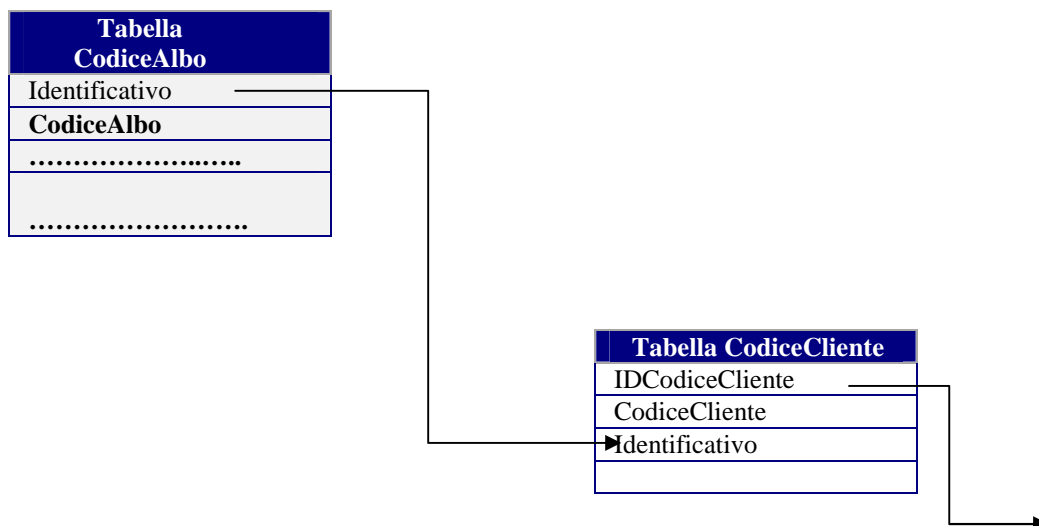 Tabella
CodiceAlbo
Identificativo
CodiceAlbo
………………..…..
…………………….
Tabella CodiceCliente
IDCodiceCliente
CodiceCliente
Identificativo